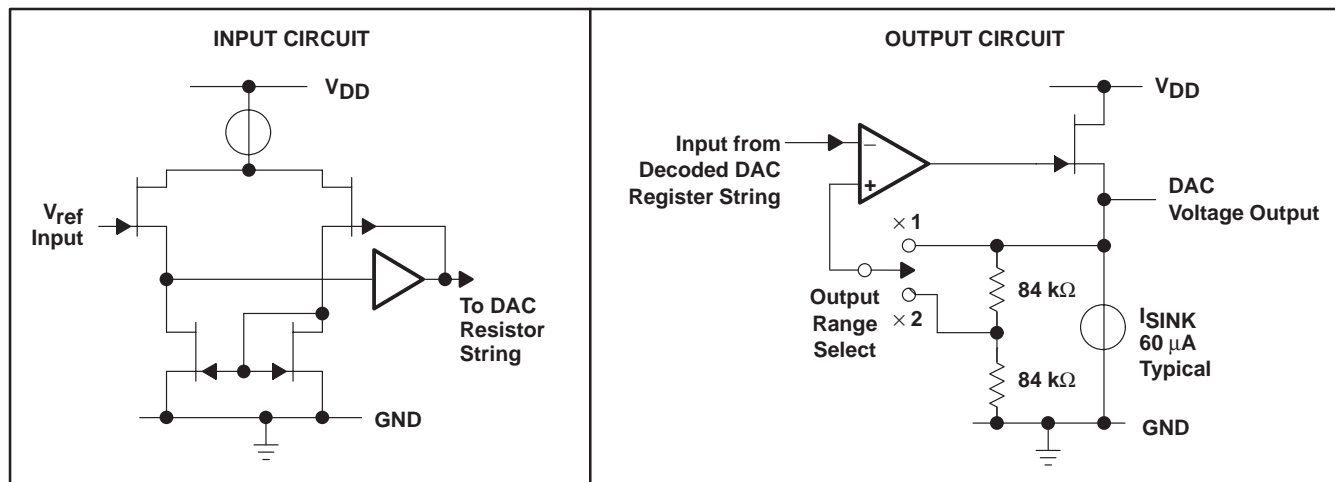 INPUT CIRCUIT
VDD
Vref
Input
To DAC
Resistor
String
GND
OUTPUT CIRCUIT
VDD
Input from
Decoded DAC
Register String
−
+
DAC
Voltage Output
× 1
Output
Range
Select
× 2
84 kΩ
84 kΩ
ISINK
60 μA
Typical
GND